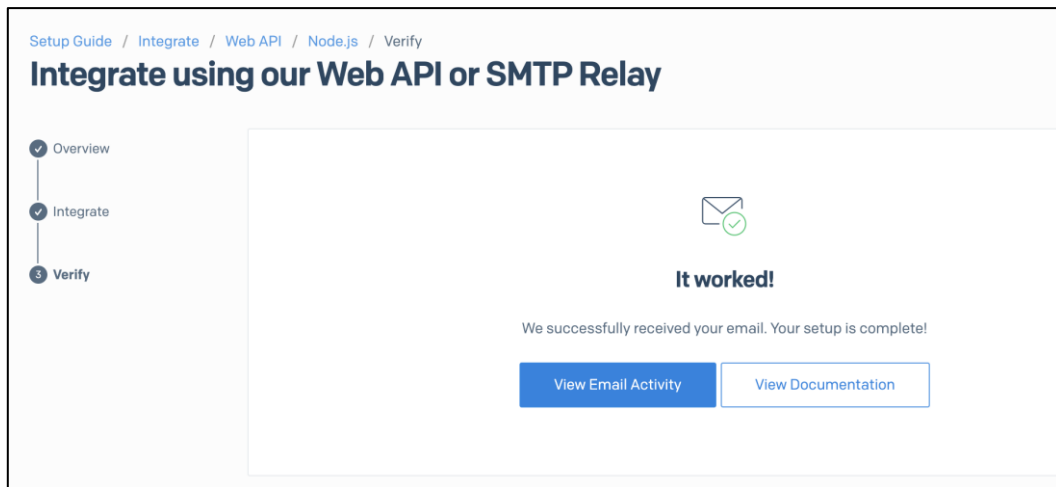 Setup Guide / Integrate / Web API / Node.js / Verify
Integrate using our Web API or SMTP Relay
Overview
Integrate
3 Verify
It worked!
We successfully received your email. Your setup is complete!
View Email Activity View Documentation